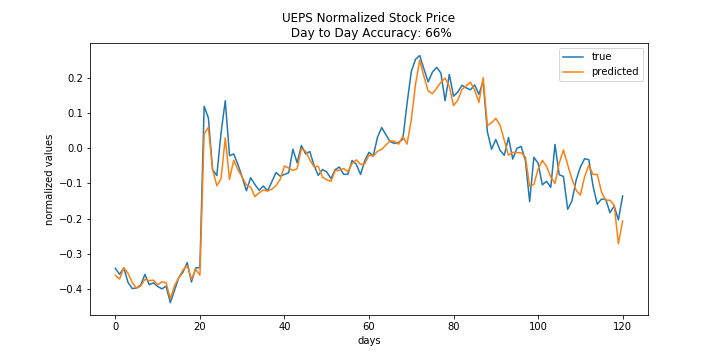 UEPS Normalized Stock Price
Day to Day Accuracy: 66%
true
predicted
normalized values
0.2
0.1
0.0
−0.1
−0.2
−0.3
−0.4
0
20
40
60
80
100
120
days